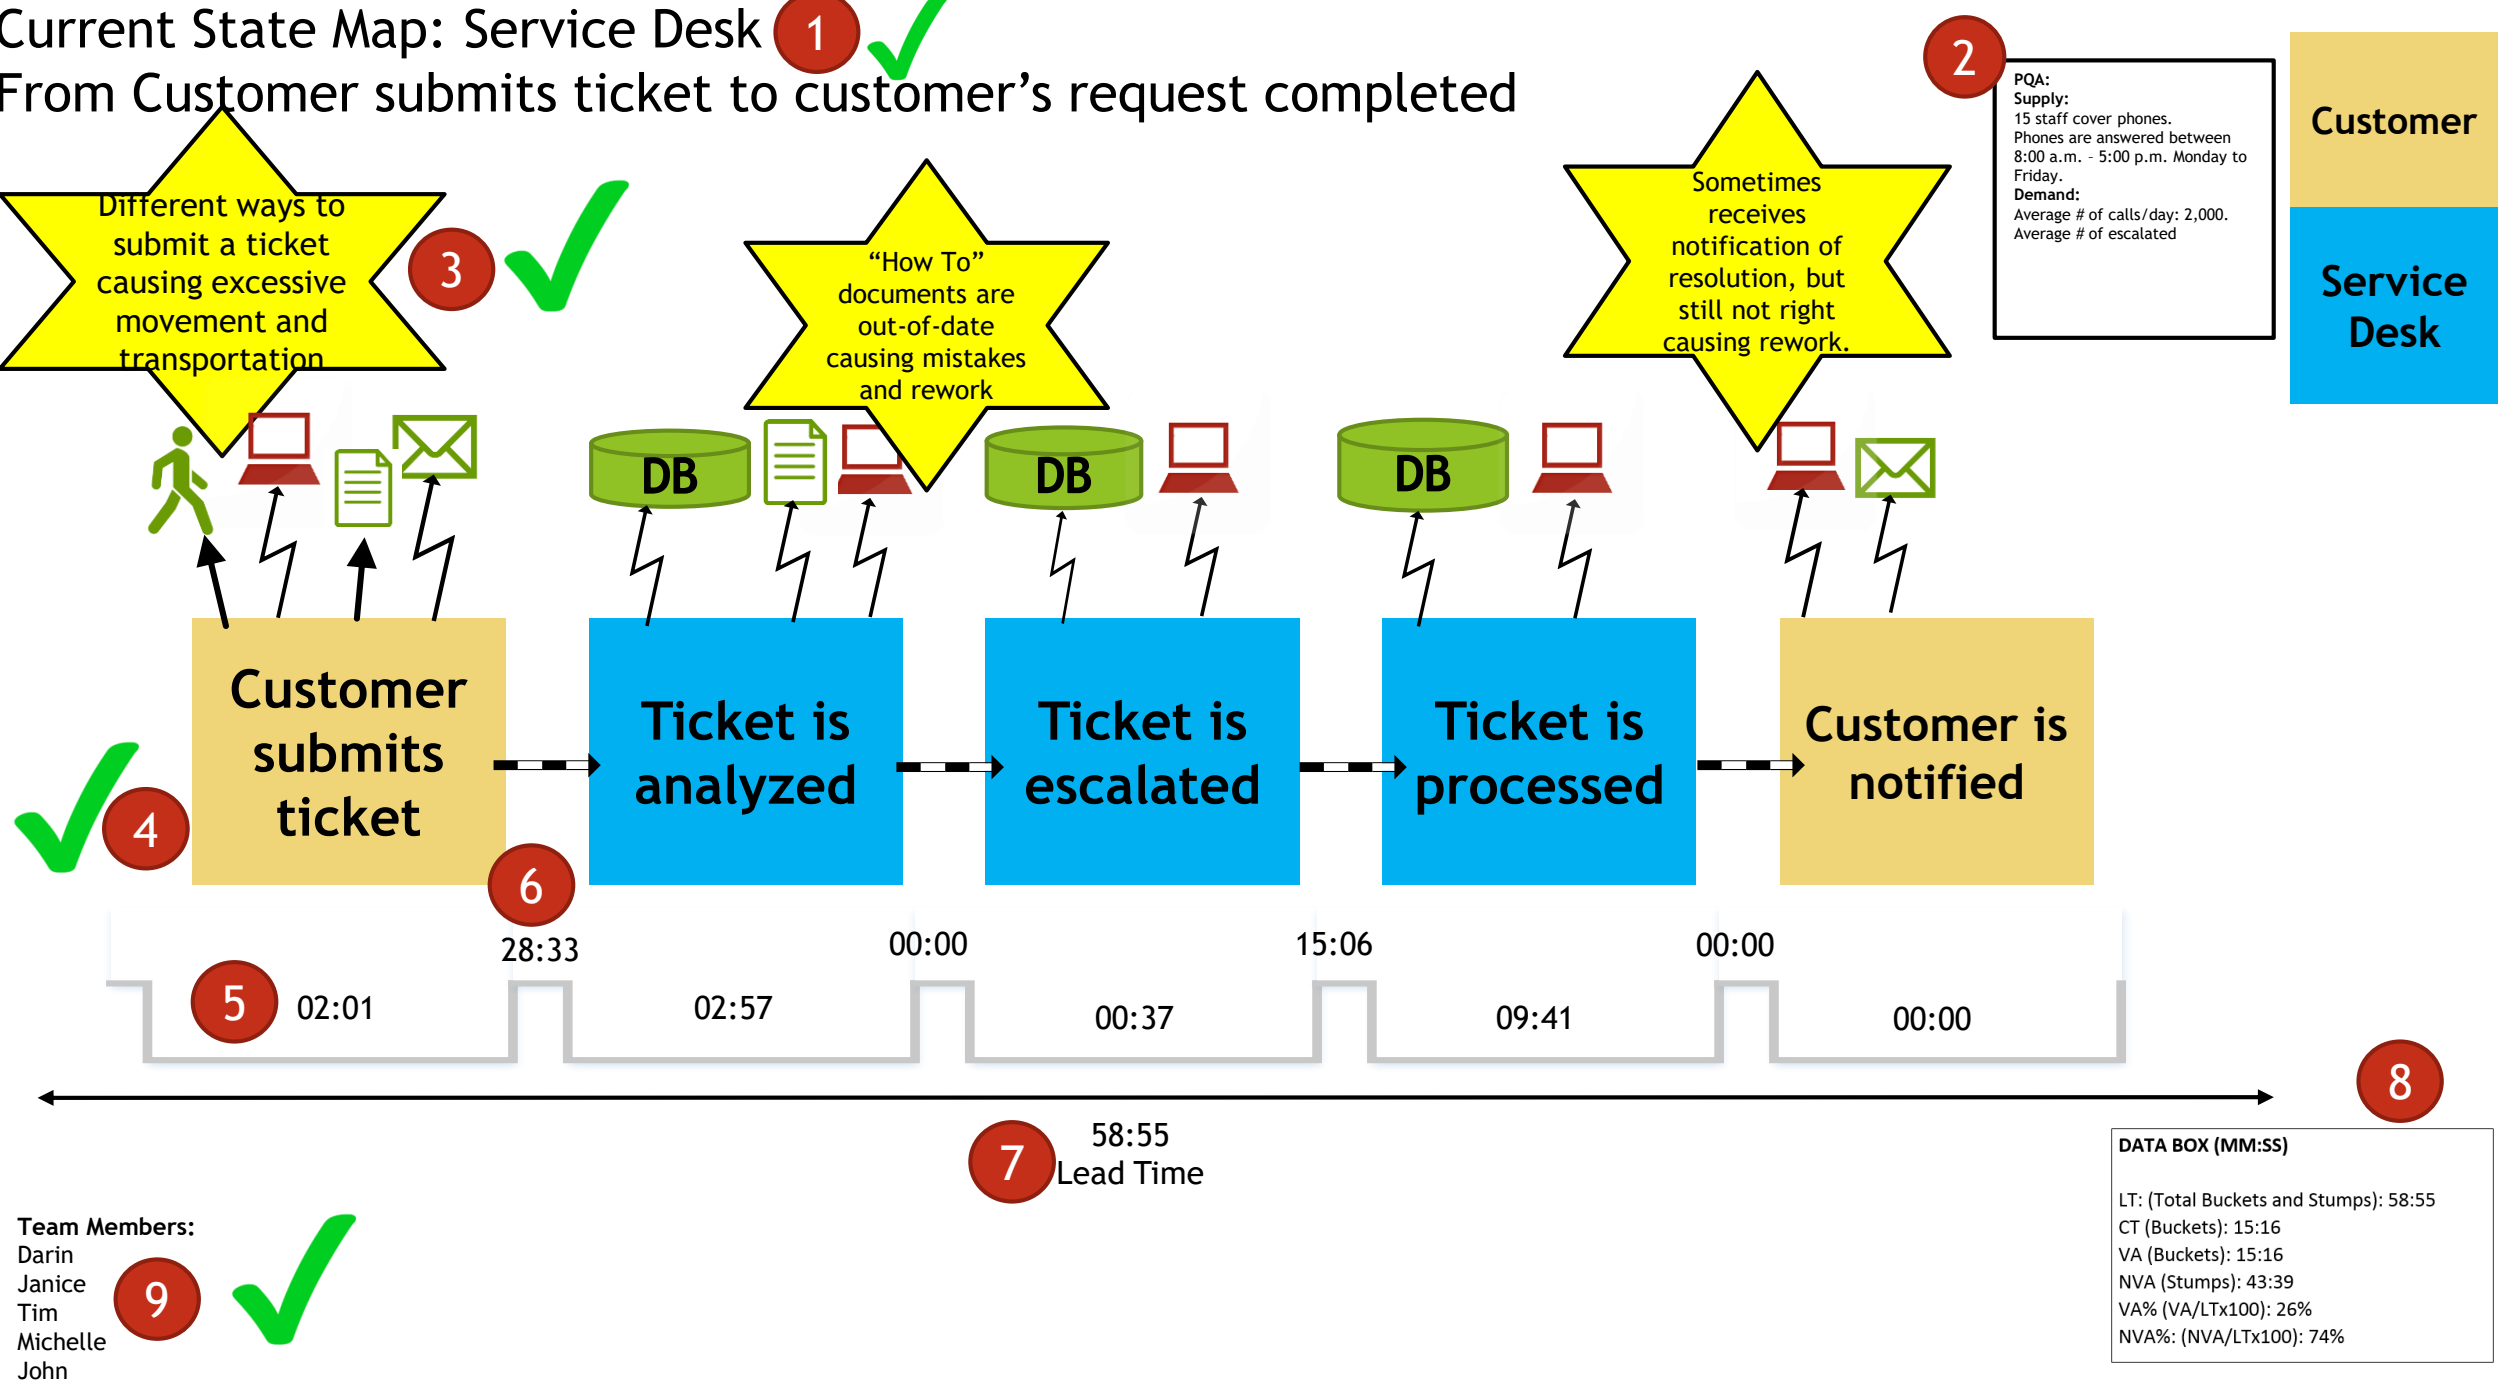 Current State Map: Service Desk
1
From Customer submits ticket to customer's request completed
2
PQA:
Supply:
15 staff cover phones.
Phones are answered between
8:00 a.m. - 5:00 p.m. Monday to
Friday.
Demand:
Average # of calls/day: 2,000.
Average # of escalated
Customer
Service
Desk
Different ways to
submit a ticket
causing excessive
movement and
transportation
3
“How To”
documents are
out-of-date
causing mistakes
and rework
Sometimes
receives
notification of
resolution, but
still not right
causing rework.
DB
DB
DB
4
Customer
submits
ticket
Ticket is
analyzed
Ticket is
escalated
Ticket is
processed
Customer is
notified
6
28:33
00:00
15:06
00:00
5
02:01
02:57
00:37
09:41
00:00
7
58:55
Lead Time
8
DATA BOX (MM:SS)
LT: (Total Buckets and Stumps): 58:55
CT (Buckets): 15:16
VA (Buckets): 15:16
NVA (Stumps): 43:39
VA% (VA/LTx100): 26%
NVA%: (NVA/LTx100): 74%
Team Members:
Darin
Janice
Tim
Michelle
John
9